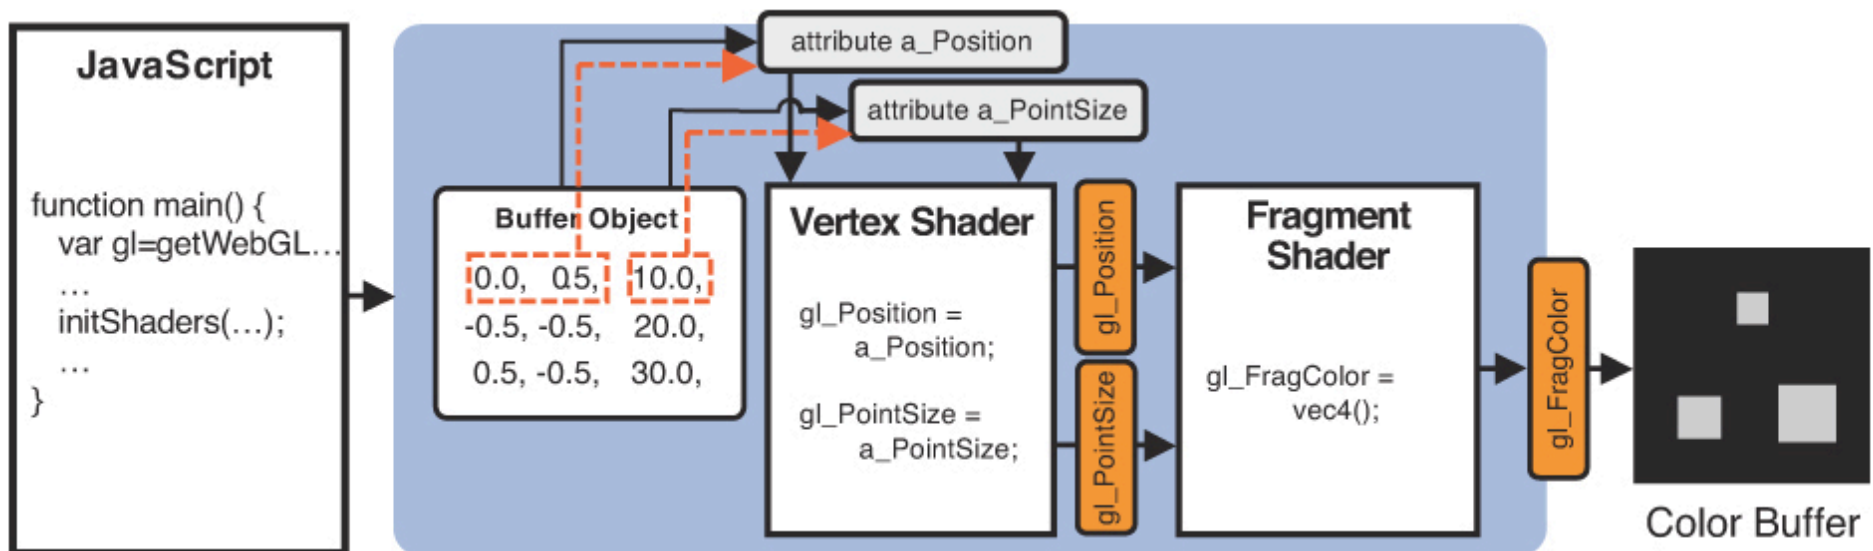 JavaScript
function main() {
var gl=getWebGL…
…
initShaders(…);
…
}
attribute a_Position
attribute a_PointSize
Buffer Object
0.0, 0.5, 10.0,
-0.5, -0.5, 20.0,
0.5, -0.5, 30.0,
Vertex Shader
gl_Position =
a_Position;
gl_PointSize =
a_PointSize;
gl_Position
gl_PointSize
Fragment
Shader
gl_FragColor =
vec4();
gl_FragColor
Color Buffer